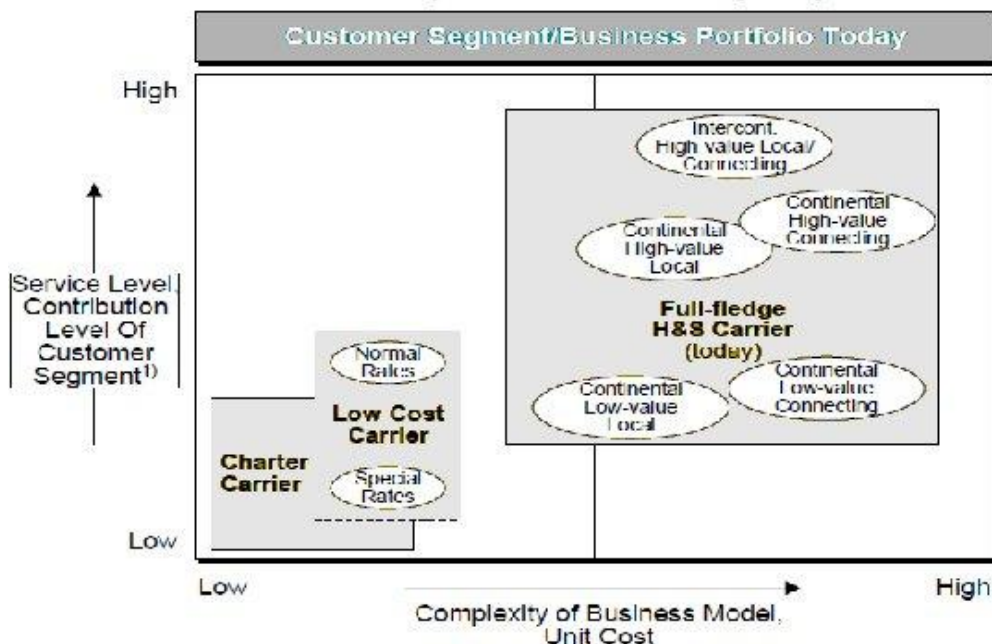 Customer Segment/Business Portfolio Today
High
Intercont.
High-value Local/
Connecting
Continental
High-value
Connecting
Continental
High-value
Local
Service Level,
Contribution
Level Of
Customer
Segment1)
Full-fledge
H&S Carrier
(today)
Normal
Rates
Low Cost
Carrier
Continental
Low-value
Local
Continental
Low-value
Connecting
Charter
Carrier
Special
Rates
Low
Low
High
Complexity of Business Model,
Unit Cost